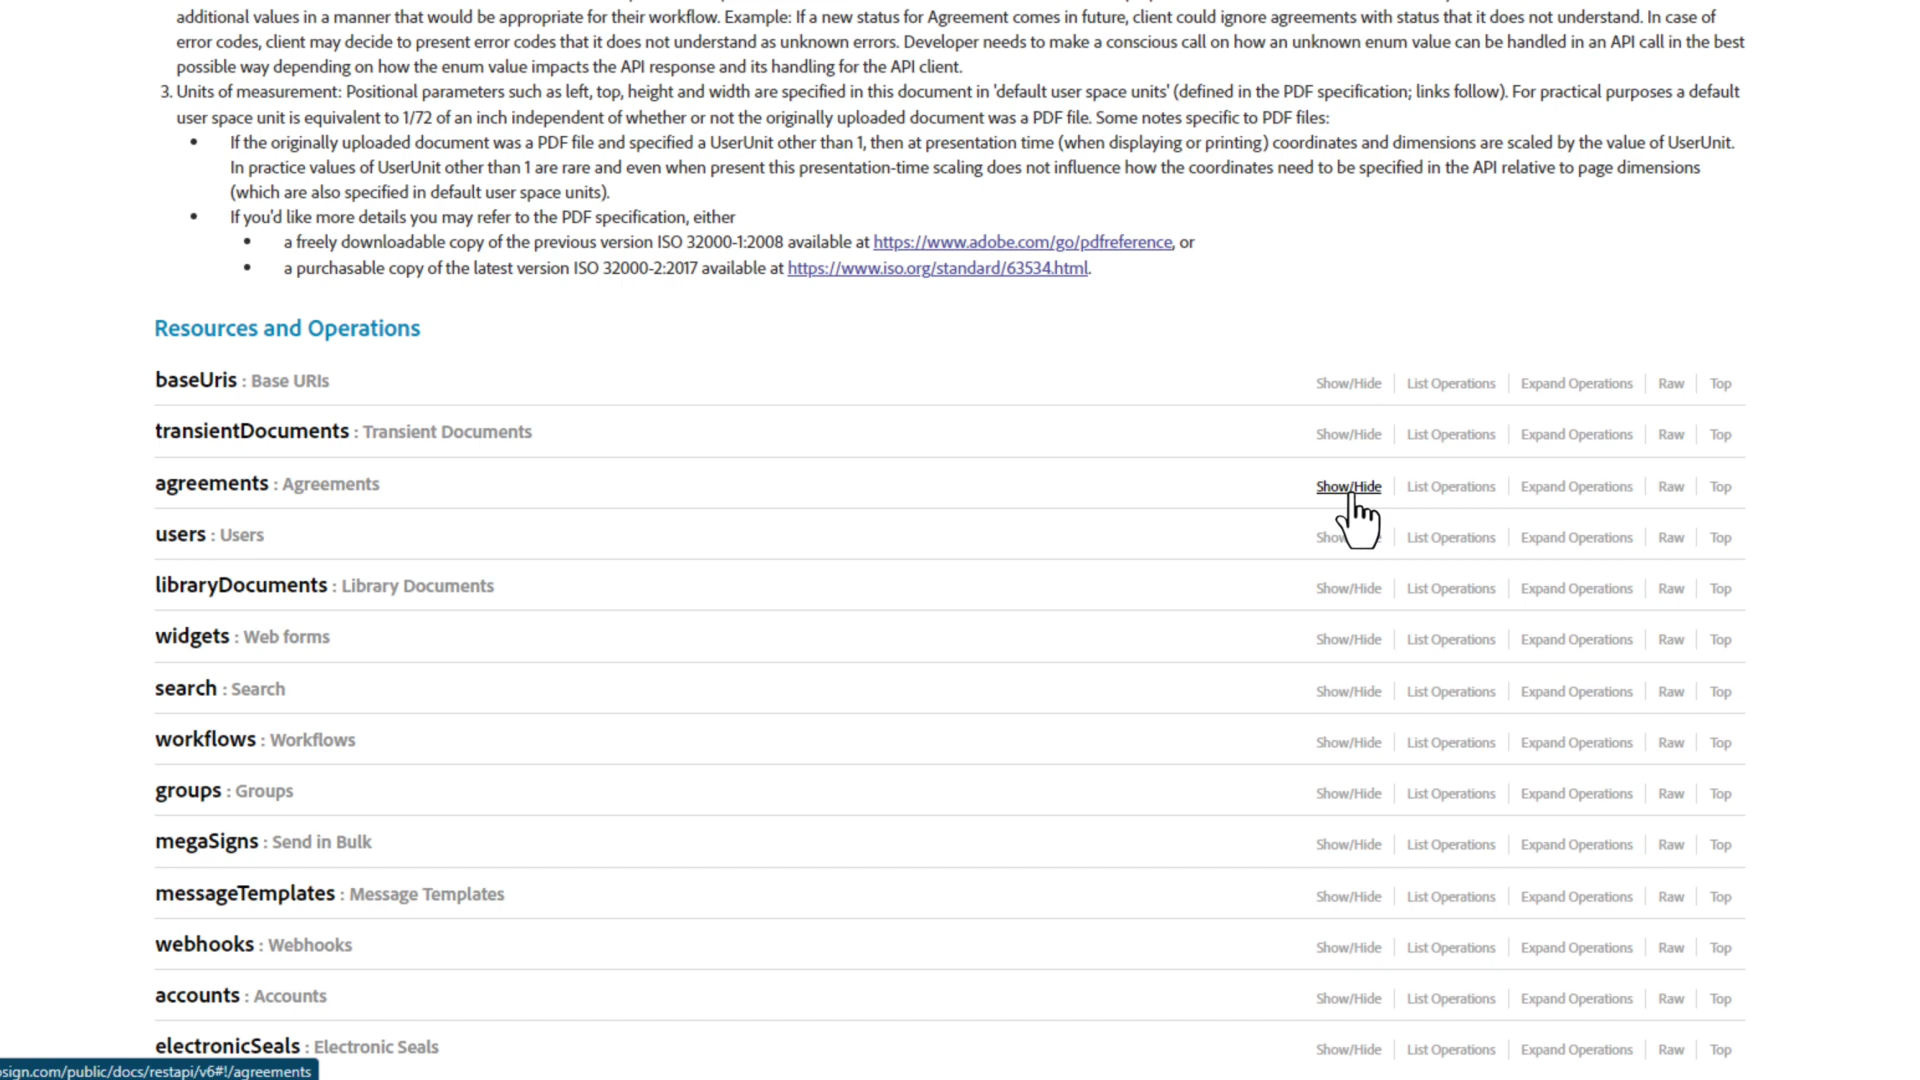 additional values in a manner that would be appropriate for their workflow. Example: If a new status for Agreement comes in future, client could ignore agreements with status that it does not understand. In case of
error codes, client may decide to present error codes that it does not understand as unknown errors. Developer needs to make a conscious call on how an unknown enum value can be handled in an API call in the best
possible way depending on how the enum value impacts the API response and its handling for the API client.
3. Units of measurement: Positional parameters such as left, top, height and width are specified in this document in 'default user space units' (defined in the PDF specification; links follow). For practical purposes a default
user space unit is equivalent to 1/72 of an inch independent of whether or not the originally uploaded document was a PDF file. Some notes specific to PDF files:
• If the originally uploaded document was a PDF file and specified a UserUnit other than 1, then at presentation time (when displaying or printing) coordinates and dimensions are scaled by the value of UserUnit.
In practice values of UserUnit other than 1 are rare and even when present this presentation-time scaling does not influence how the coordinates need to be specified in the API relative to page dimensions
(which are also specified in default user space units).
• If you'd like more details you may refer to the PDF specification, either
• a freely downloadable copy of the previous version ISO 32000-1:2008 available at https://www.adobe.com/go/pdfreference, or
• a purchasable copy of the latest version ISO 32000-2:2017 available at https://www.iso.org/standard/63534.html.
Resources and Operations
baseUris : Base URIs Show/Hide List Operations Expand Operations Raw Top
transientDocuments : Transient Documents Show/Hide List Operations Expand Operations Raw Top
agreements : Agreements Show/Hide List Operations Expand Operations Raw Top
users : Users Show List Operations Expand Operations Raw Top
libraryDocuments : Library Documents Show/Hide List Operations Expand Operations Raw Top
widgets : Web forms Show/Hide List Operations Expand Operations Raw Top
search : Search Show/Hide List Operations Expand Operations Raw Top
workflows : Workflows Show/Hide List Operations Expand Operations Raw Top
groups : Groups Show/Hide List Operations Expand Operations Raw Top
megaSigns : Send in Bulk Show/Hide List Operations Expand Operations Raw Top
messageTemplates : Message Templates Show/Hide List Operations Expand Operations Raw Top
webhooks : Webhooks Show/Hide List Operations Expand Operations Raw Top
accounts : Accounts Show/Hide List Operations Expand Operations Raw Top
electronicSeals : Electronic Seals Show/Hide List Operations Expand Operations Raw Top
osign.com/public/docs/restapi/v6#!/agreements